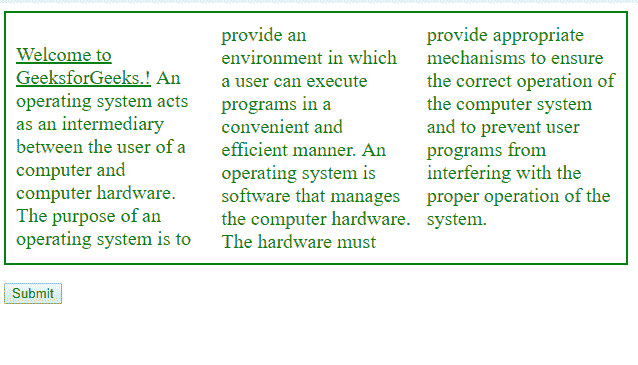 Welcome to
GeeksforGeeks.! An
operating system acts
as an intermediary
between the user of a
computer and
computer hardware.
The purpose of an
operating system is to
provide an
environment in which
a user can execute
programs in a
convenient and
efficient manner. An
operating system is
software that manages
the computer hardware.
The hardware must
provide appropriate
mechanisms to ensure
the correct operation of
the computer system
and to prevent user
programs from
interfering with the
proper operation of the
system.
Submit